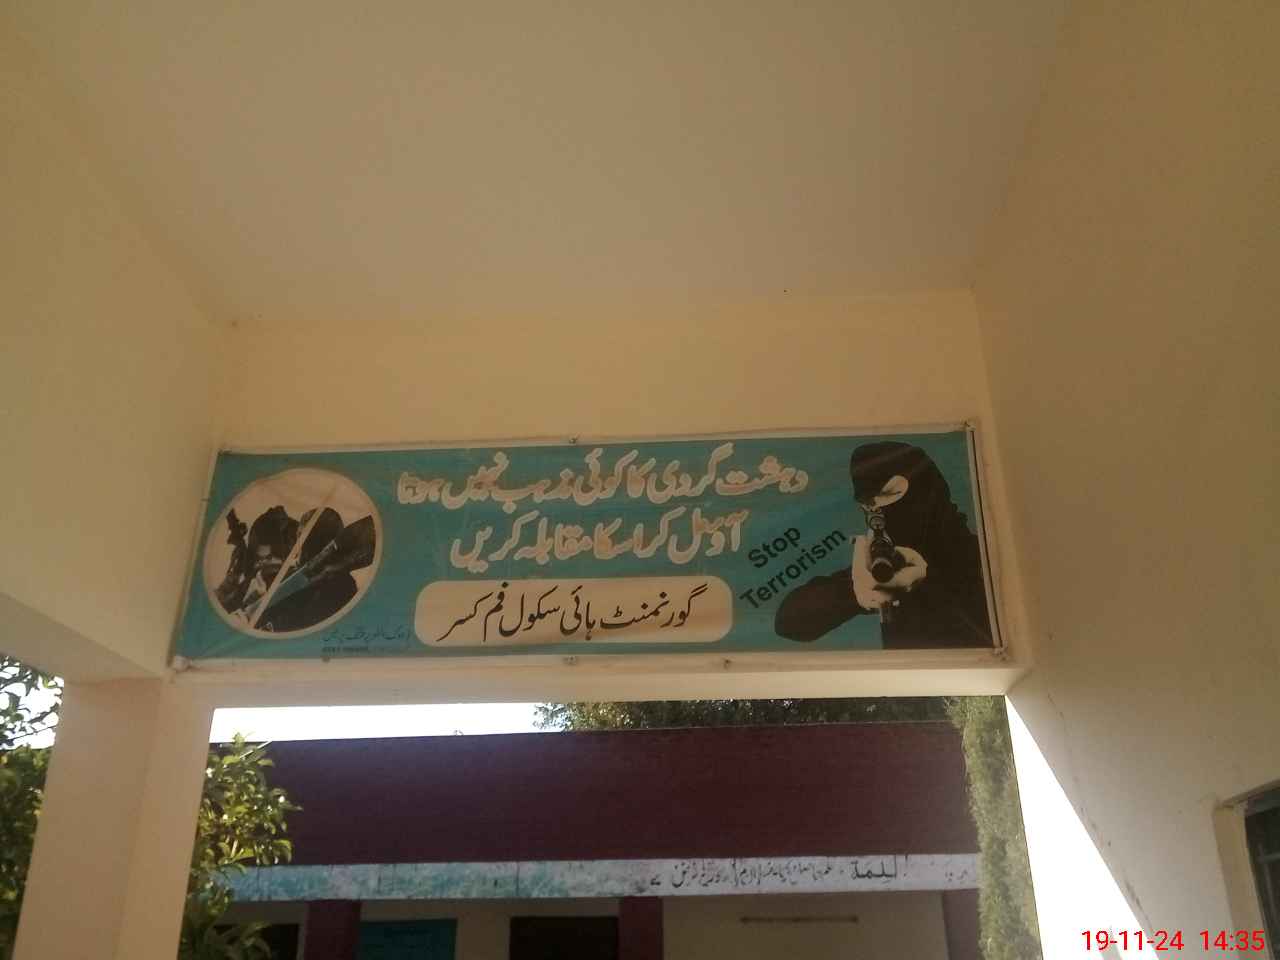 دہشت گردی کا کوئی مذہب نہیں ہوتا
آؤ مل کر اسکا مقابلہ کریں
Stop
Terrorism
گورنمنٹ ہائی سکول فم کسر
19-11-24 14:35